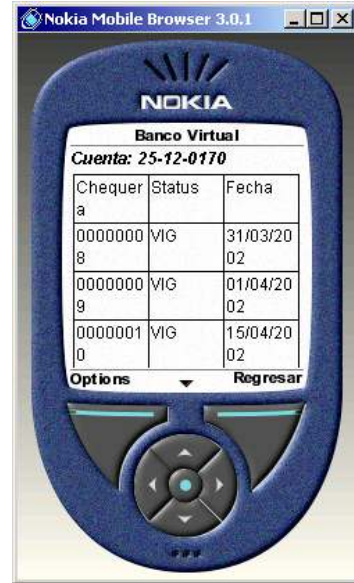 Nokia Mobile Browser 3.0.1
NOKIA
Banco Virtual
Cuenta: 25-12-0170
Chequer Status Fecha
a
0000000 VIG 31/03/20
8 02
0000000 VIG 01/04/20
9 02
0000001 VIG 15/04/20
0 02
Options Regresar